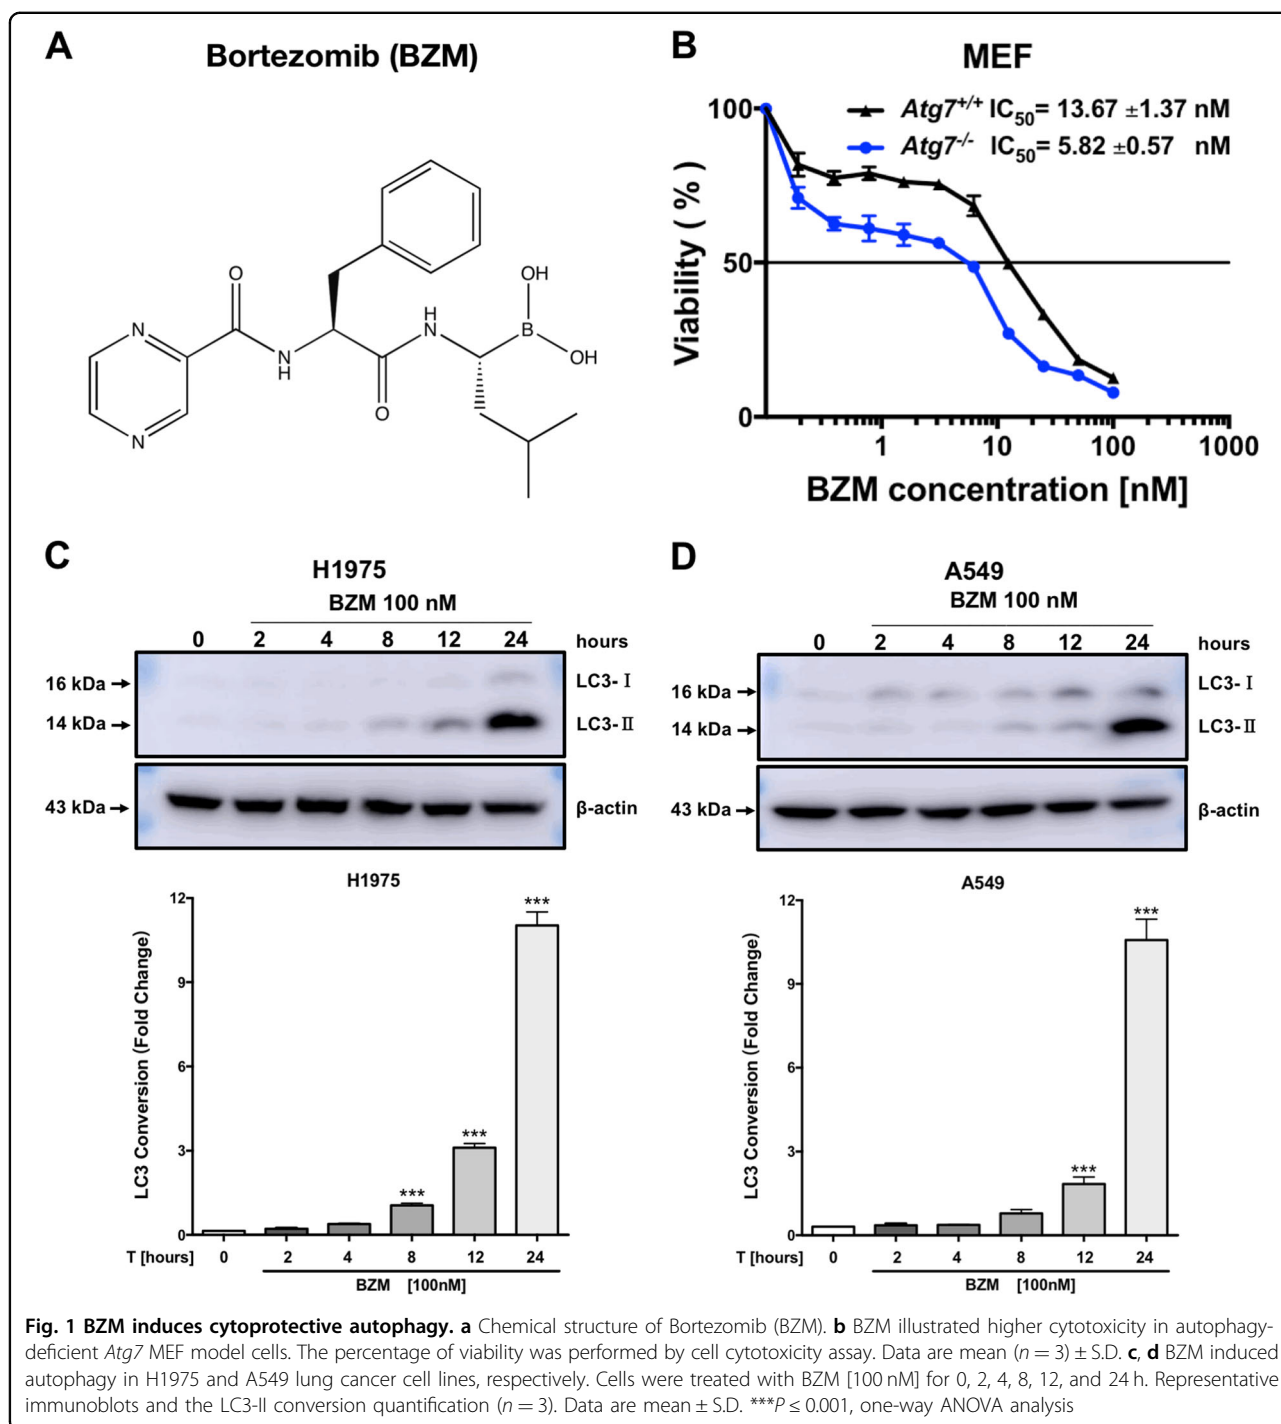 A
Bortezomib (BZM)
O
OH
N
H
N
B
N
H
OH
O
N
B
MEF
Atg7+/+ IC50= 13.67 ±1.37 nM
Atg7-/- IC50= 5.82 ±0.57 nM
100
50
0
Viability ( % )
1
10
100
1000
BZM concentration [nM]
C
H1975
BZM 100 nM
0 2 4 8 12 24 hours
16 kDa
LC3-Ⅰ
14 kDa
LC3-Ⅱ
43 kDa
β-actin
H1975
12
9
6
3
0
LC3 Conversion (Fold Change)
***
***
***
T [hours] 0 2 4 8 12 24
BZM [100nM]
D
A549
BZM 100 nM
0 2 4 8 12 24 hours
16 kDa
LC3-Ⅰ
14 kDa
LC3-Ⅱ
43 kDa
β-actin
A549
12
9
6
3
0
LC3 Conversion (Fold Change)
***
***
T [hours] 0 2 4 8 12 24
BZM [100nM]
Fig. 1 BZM induces cytoprotective autophagy. a Chemical structure of Bortezomib (BZM). b BZM illustrated higher cytotoxicity in autophagy-
deficient Atg7 MEF model cells. The percentage of viability was performed by cell cytotoxicity assay. Data are mean (n = 3) ± S.D. c, d BZM induced
autophagy in H1975 and A549 lung cancer cell lines, respectively. Cells were treated with BZM [100 nM] for 0, 2, 4, 8, 12, and 24 h. Representative
immunoblots and the LC3-II conversion quantification (n = 3). Data are mean ± S.D. ***P ≤ 0.001, one-way ANOVA analysis